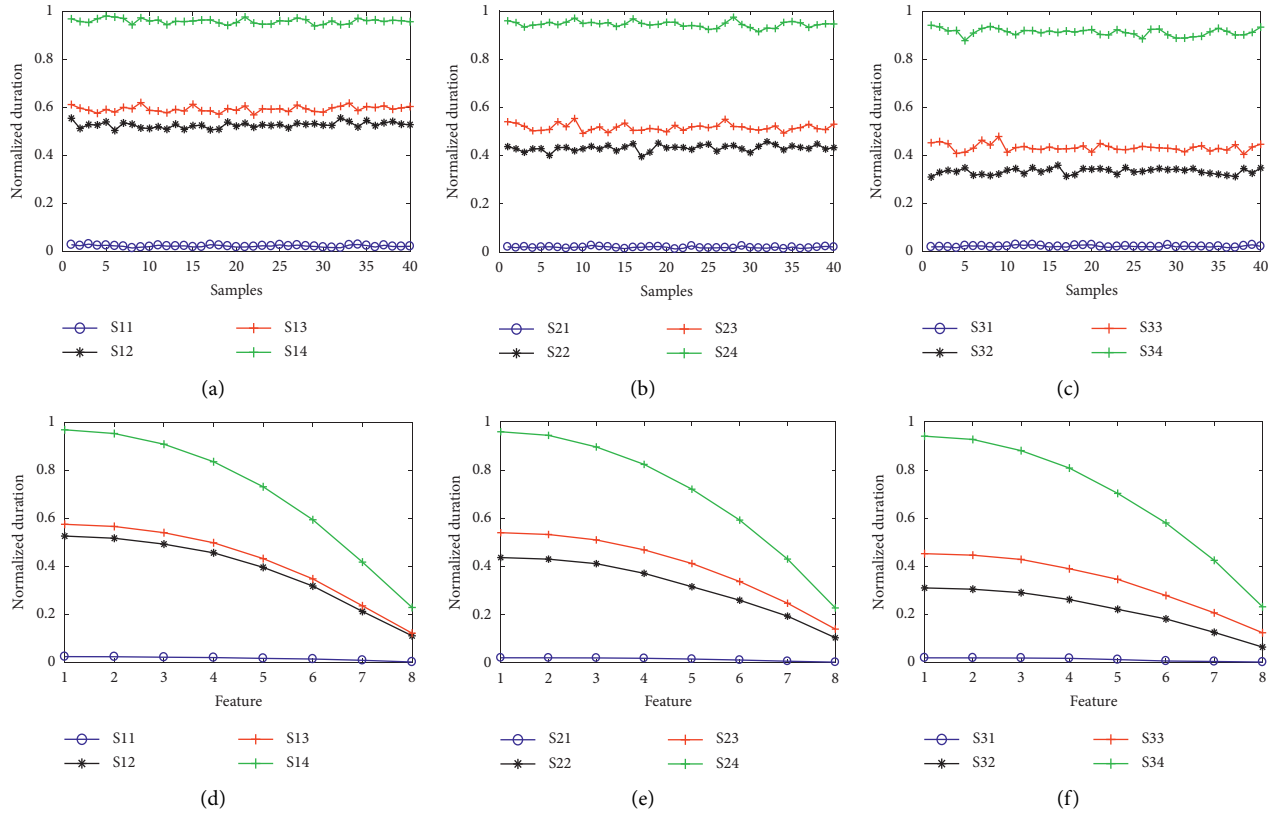 1
0.8
0.6
0.4
0.2
0
Normalized duration
0 5 10 15 20 25 30 35 40
Samples
S11 S13
S12 S14
(a)
1
0.8
0.6
0.4
0.2
0
Normalized duration
0 5 10 15 20 25 30 35 40
Samples
S21 S23
S22 S24
(b)
1
0.8
0.6
0.4
0.2
0
Normalized duration
0 5 10 15 20 25 30 35 40
Samples
S31 S33
S32 S34
(c)
1
0.8
0.6
0.4
0.2
0
Normalized duration
1 2 3 4 5 6 7 8
Feature
S11 S13
S12 S14
(d)
1
0.8
0.6
0.4
0.2
0
Normalized duration
1 2 3 4 5 6 7 8
Feature
S21 S23
S22 S24
(e)
1
0.8
0.6
0.4
0.2
0
Normalized duration
1 2 3 4 5 6 7 8
Feature
S31 S33
S32 S34
(f)